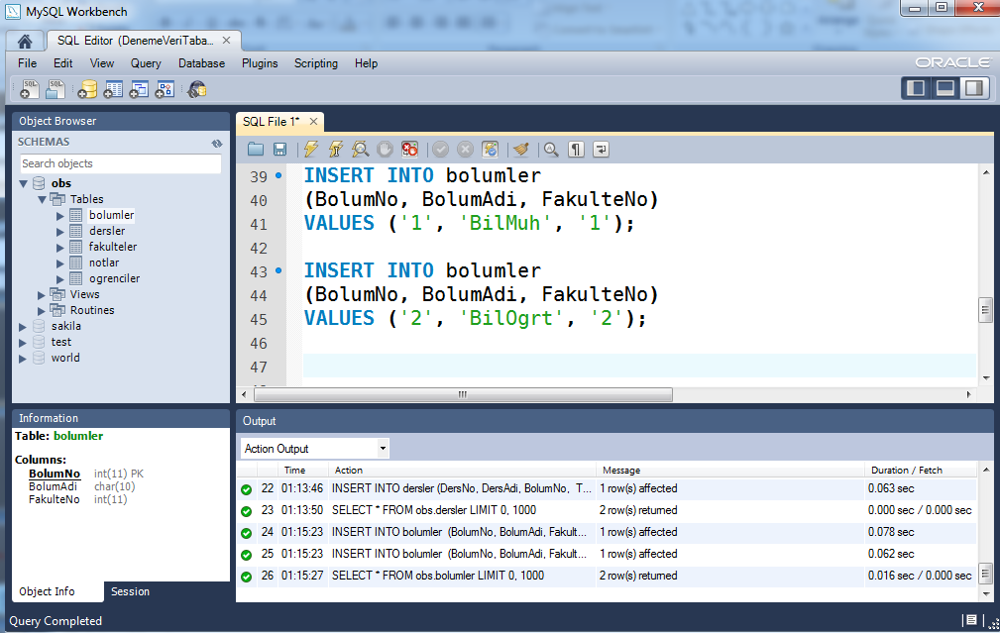 MySQL Workbench
SQL Editor (DenemeVeriTaba...
File Edit View Query Database Plugins Scripting Help
ORACLE
Object Browser
SCHEMAS
Search objects
obs
Tables
bolumler
dersler
fakulteler
notlar
ogrenciler
Views
Routines
sakila
test
world
SQL File 1*
39 INSERT INTO bolumler
40 (BolumNo, BolumAdi, FakulteNo)
41 VALUES ('1', 'BilMuh', '1');
42
43 INSERT INTO bolumler
44 (BolumNo, BolumAdi, FakulteNo)
45 VALUES ('2', 'BilOgrt', '2');
46
47
Information
Table: bolumler
Columns:
BolumNo int(11) PK
BolumAdi char(10)
FakulteNo int(11)
Object Info Session
Output
Action Output
Time Action Message Duration / Fetch
22 01:13:46 INSERT INTO dersler (DersNo, DersAdi, BolumNo, T... 1 row(s) affected 0.063 sec
23 01:13:50 SELECT * FROM obs.dersler LIMIT 0, 1000 2 row(s) returned 0.000 sec / 0.000 sec
24 01:15:23 INSERT INTO bolumler (BolumNo, BolumAdi, Fakult... 1 row(s) affected 0.078 sec
25 01:15:23 INSERT INTO bolumler (BolumNo, BolumAdi, Fakult... 1 row(s) affected 0.062 sec
26 01:15:27 SELECT * FROM obs.bolumler LIMIT 0, 1000 2 row(s) returned 0.016 sec / 0.000 sec
Query Completed